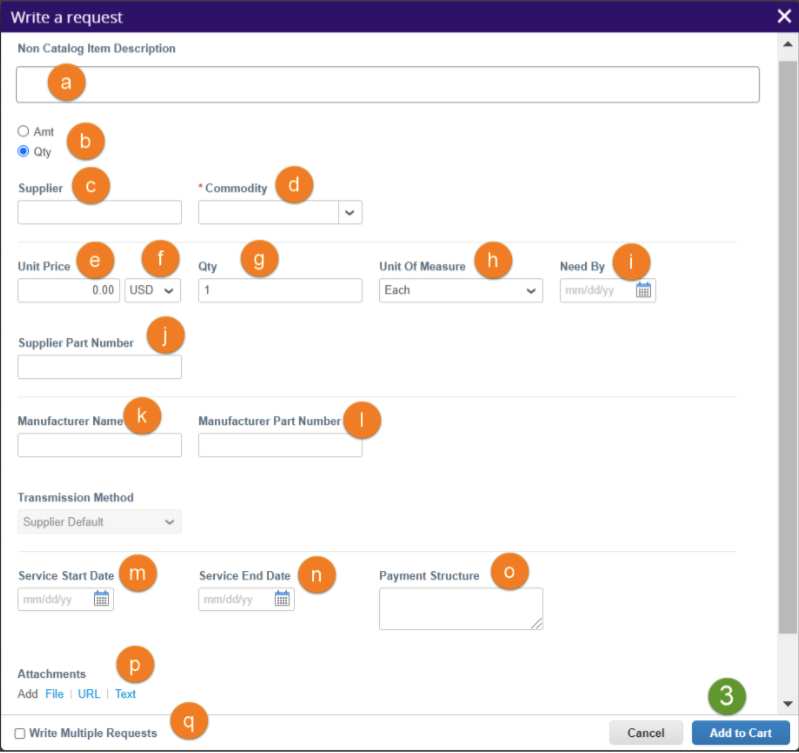 Write a request
Non Catalog Item Description
a
Amt
b
Qty
Supplier c * Commodity d
Unit Price e f Qty g Unit Of Measure h Need By i
0.00 USD 1 Each mm/dd/yy
Supplier Part Number j
Manufacturer Name k Manufacturer Part Number l
Transmission Method
Supplier Default
Service Start Date m Service End Date n Payment Structure o
mm/dd/yy mm/dd/yy
Attachments p
Add File | URL | Text
3
Write Multiple Requests q Cancel Add to Cart